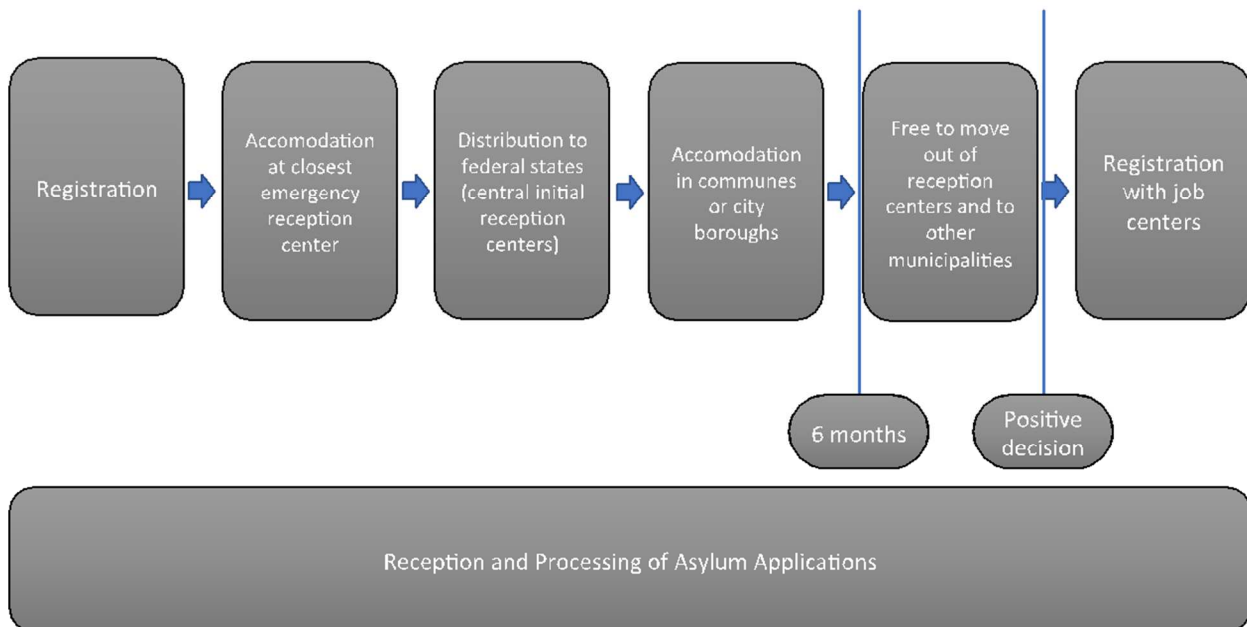 Registration
Accomodation
at closest
emergency
reception
center
Distribution to
federal states
(central initial
reception
centers)
Accomodation
in communes
or city
boroughs
Free to move
out of
reception
centers and to
other
municipalities
Registration
with job
centers
6 months
Positive
decision
Reception and Processing of Asylum Applications